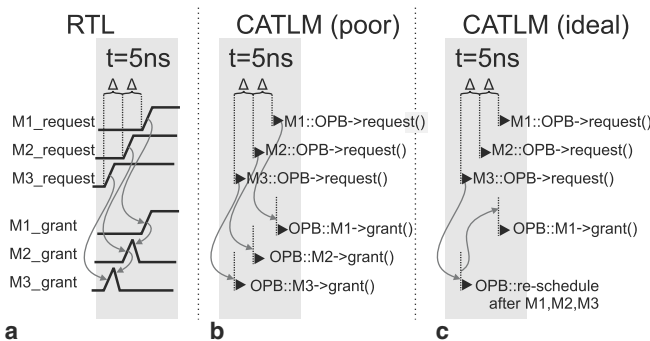 RTL
CATLM (poor)
CATLM (ideal)
t=5ns
t=5ns
t=5ns
Δ Δ
Δ Δ
Δ Δ
M1_request
M2_request
M3_request
M1_grant
M2_grant
M3_grant
M1::OPB->request()
M2::OPB->request()
M3::OPB->request()
OPB::M1->grant()
OPB::M2->grant()
OPB::M3->grant()
M1::OPB->request()
M2::OPB->request()
M3::OPB->request()
OPB::M1->grant()
OPB::re-schedule
after M1,M2,M3
a
b
c